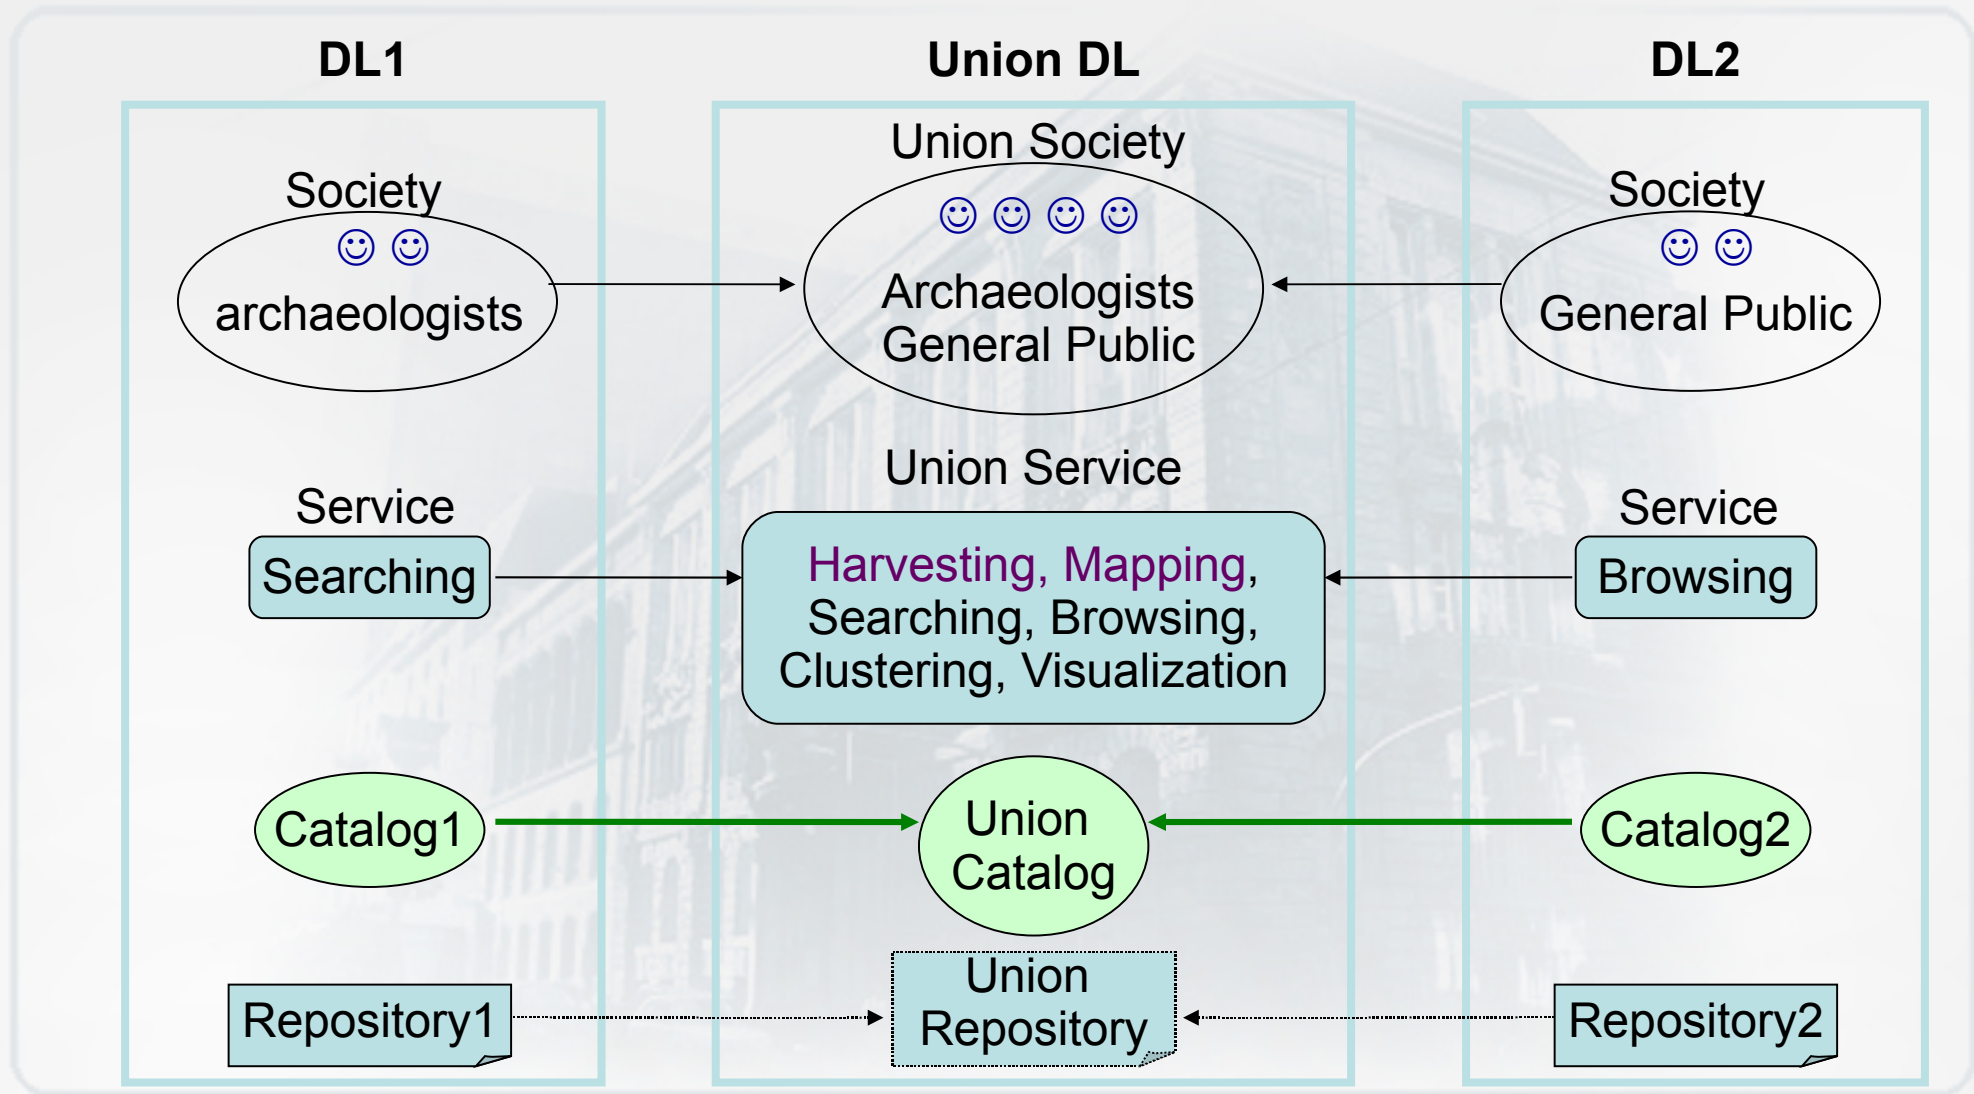 DL1
Union DL
DL2
Union Society
Society
Society
archaeologists
Archaeologists
General Public
General Public
Union Service
Service
Service
Searching
Harvesting, Mapping,
Searching, Browsing,
Clustering, Visualization
Browsing
Catalog1
Union
Catalog
Catalog2
Repository1
Union
Repository
Repository2